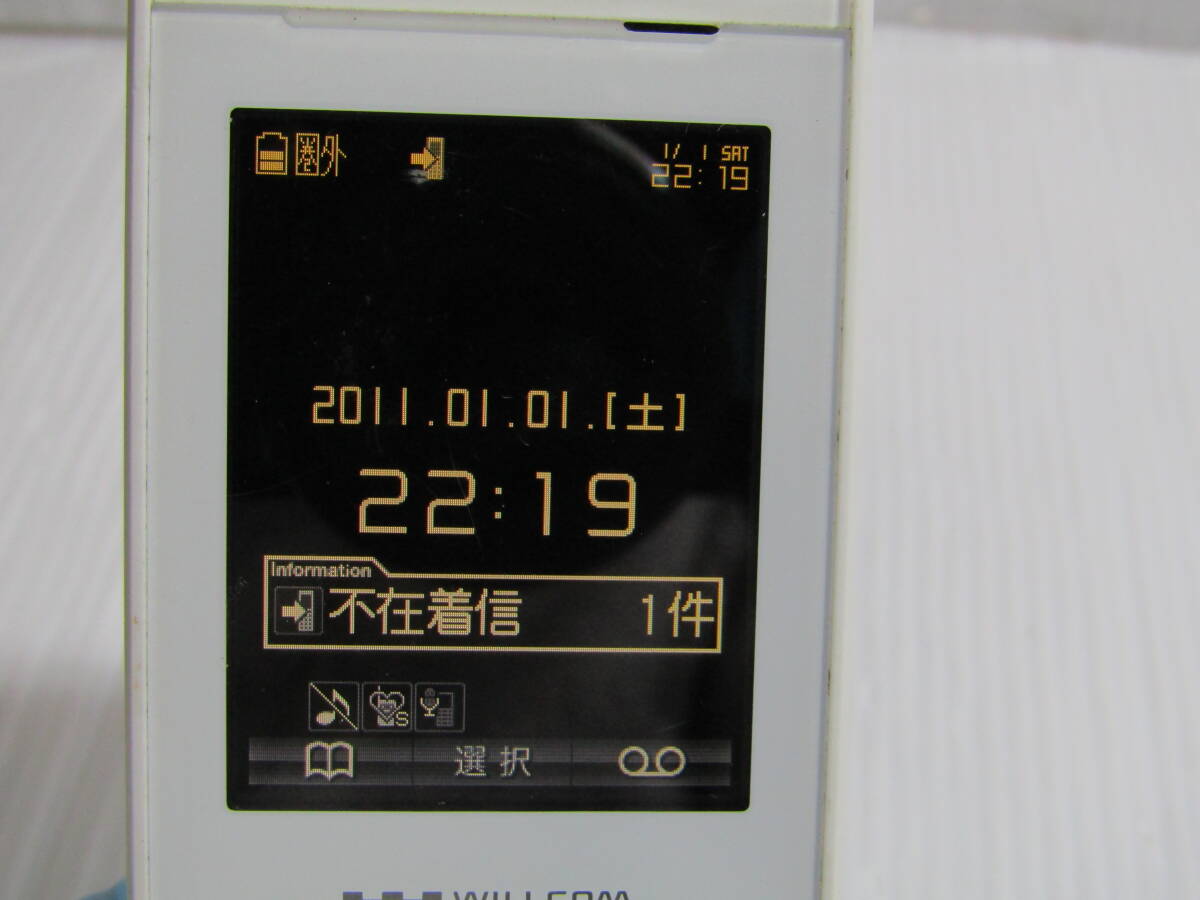 圏外
1/ 1 SAT
22:19
2011.01.01.[土]
22:19
Information
不在着信 1件
S
選択
WILLCOM